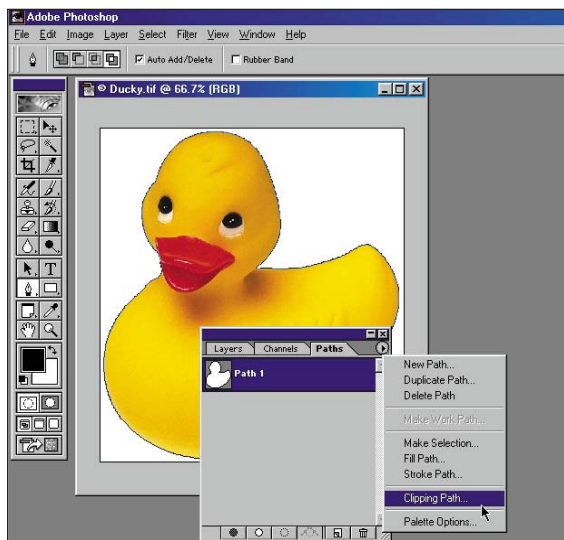 Adobe Photoshop
File Edit Image Layer Select Filter View Window Help
Auto Add/Delete Rubber Band
Ducky.tif @ 66.7% (RGB)
T
Layers Channels Paths
Path 1
New Path...
Duplicate Path...
Delete Path
Make Work Path...
Make Selection...
Fill Path...
Stroke Path...
Clipping Path...
Palette Options...